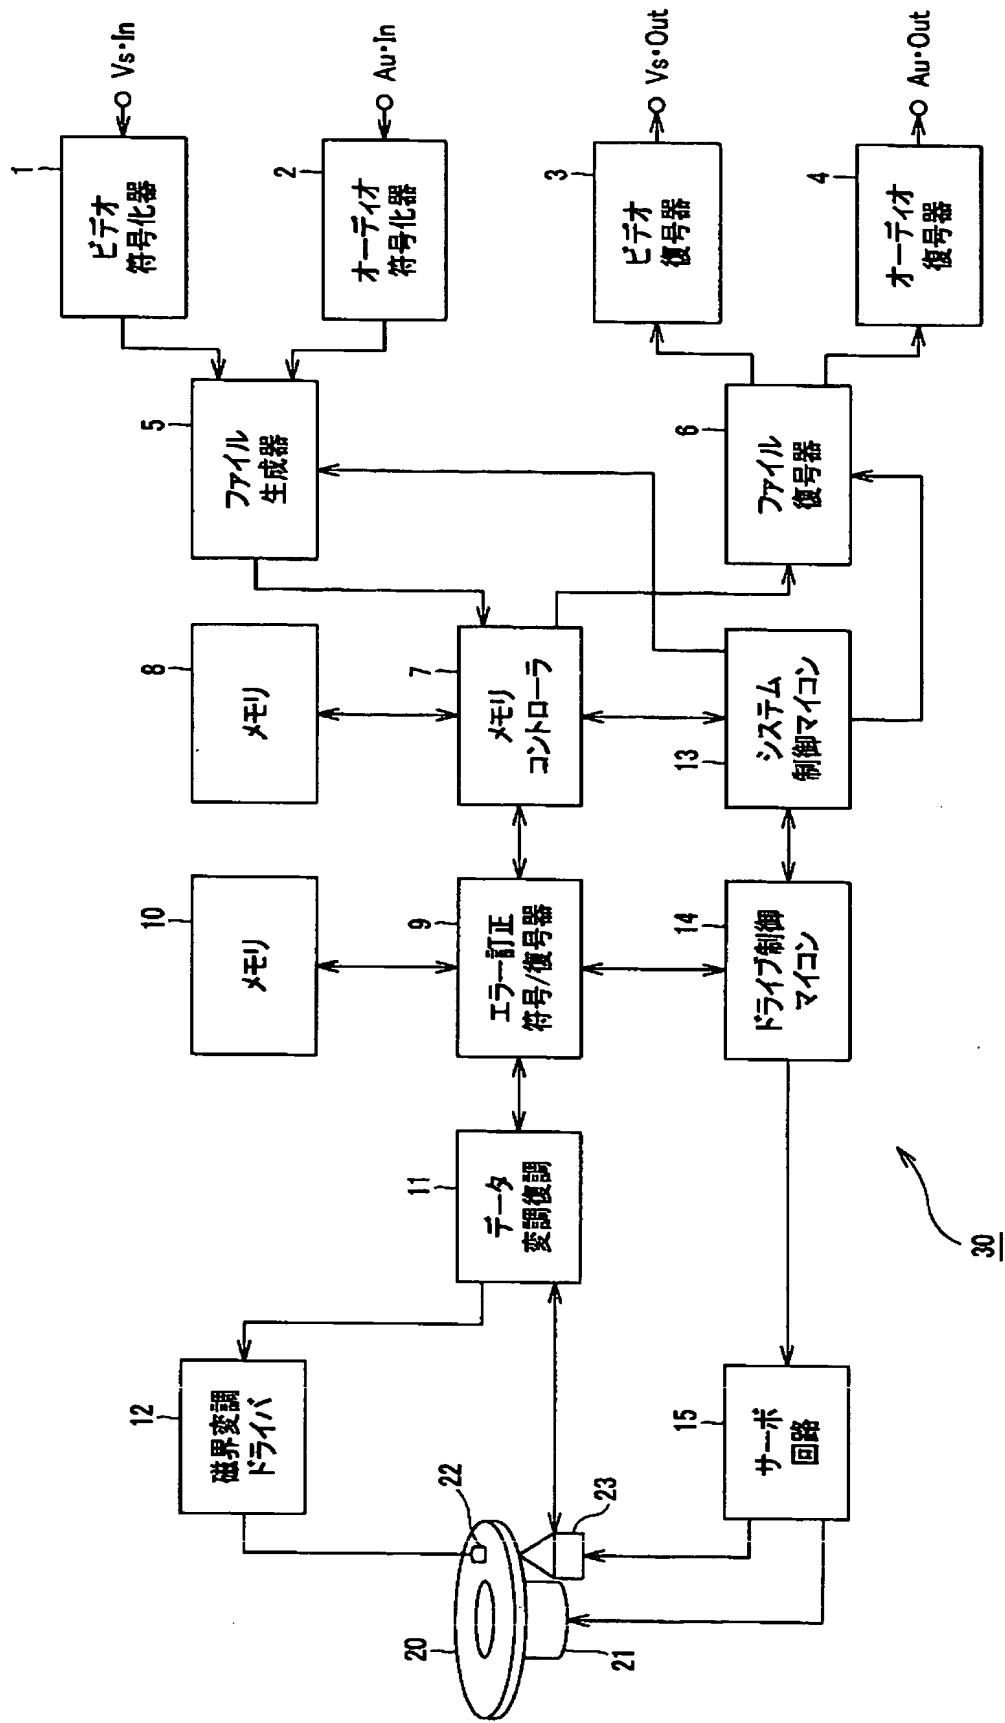 Vs・In
1
ビデオ
符号化器
Au・In
2
オーディオ
符号化器
Vs・Out
3
ビデオ
復号器
Au・Out
4
オーディオ
復号器
5
ファイル
生成器
6
ファイル
復号器
8
メモリ
7
メモリ
コントローラ
13
システム
制御マイコン
10
メモリ
9
エラー訂正
符号/復号器
14
ドライブ制御
マイコン
11
データ
変調復調
12
磁界変調
ドライバ
15
サーボ
回路
22
23
20
21
30